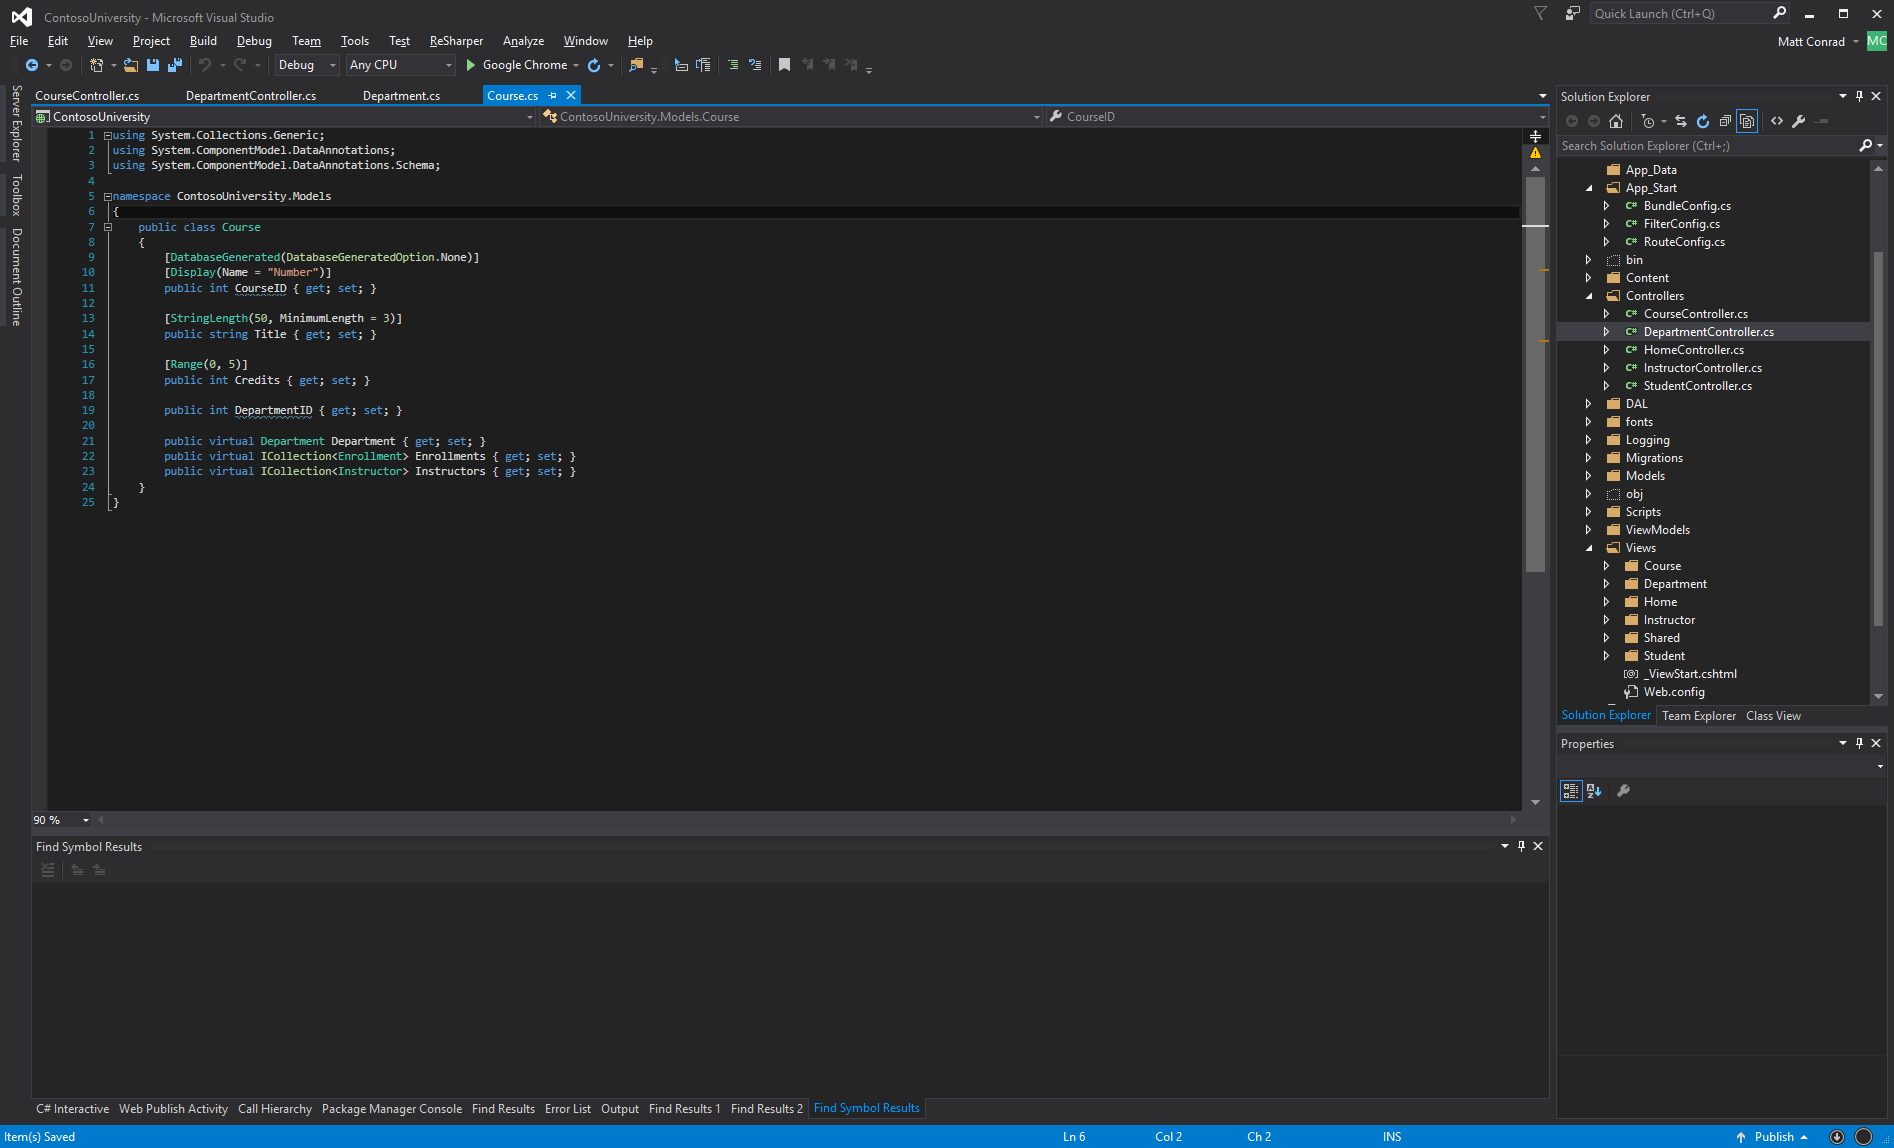 ContosoUniversity - Microsoft Visual Studio
Quick Launch (Ctrl+Q)
File Edit View Project Build Debug Team Tools Test ReSharper Analyze Window Help
Matt Conrad MC
Debug Any CPU Google Chrome
Server Explorer
Toolbox
Document Outline
CourseController.cs DepartmentController.cs Department.cs Course.cs
ContosoUniversity ContosoUniversity.Models.Course CourseID
1 using System.Collections.Generic;
2 using System.ComponentModel.DataAnnotations;
3 using System.ComponentModel.DataAnnotations.Schema;
4
5 namespace ContosoUniversity.Models
6 {
7 public class Course
8 {
9 [DatabaseGenerated(DatabaseGeneratedOption.None)]
10 [Display(Name = "Number")]
11 public int CourseID { get; set; }
12
13 [StringLength(50, MinimumLength = 3)]
14 public string Title { get; set; }
15
16 [Range(0, 5)]
17 public int Credits { get; set; }
18
19 public int DepartmentID { get; set; }
20
21 public virtual Department Department { get; set; }
22 public virtual ICollection<Enrollment> Enrollments { get; set; }
23 public virtual ICollection<Instructor> Instructors { get; set; }
24 }
25 }
90 %
Find Symbol Results
C# Interactive Web Publish Activity Call Hierarchy Package Manager Console Find Results Error List Output Find Results 1 Find Results 2 Find Symbol Results
Solution Explorer
Search Solution Explorer (Ctrl+;)
App_Data
App_Start
C# BundleConfig.cs
C# FilterConfig.cs
C# RouteConfig.cs
bin
Content
Controllers
C# CourseController.cs
C# DepartmentController.cs
C# HomeController.cs
C# InstructorController.cs
C# StudentController.cs
DAL
fonts
Logging
Migrations
Models
obj
Scripts
ViewModels
Views
Course
Department
Home
Instructor
Shared
Student
[@] _ViewStart.cshtml
Web.config
Solution Explorer Team Explorer Class View
Properties
Item(s) Saved Ln 6 Col 2 Ch 2 INS Publish